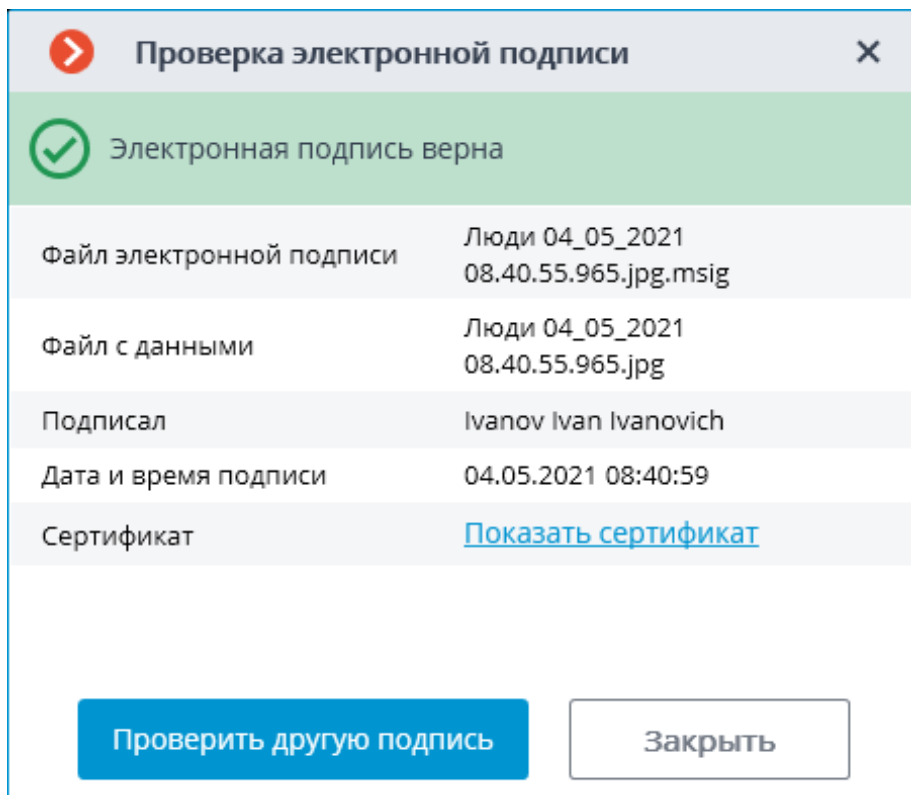 Проверка электронной подписи
Электронная подпись верна
Файл электронной подписи
Люди 04_05_2021
08.40.55.965.jpg.msig
Файл с данными
Люди 04_05_2021
08.40.55.965.jpg
Подписал
Ivanov Ivan Ivanovich
Дата и время подписи
04.05.2021 08:40:59
Сертификат
Показать сертификат
Проверить другую подпись
Закрыть